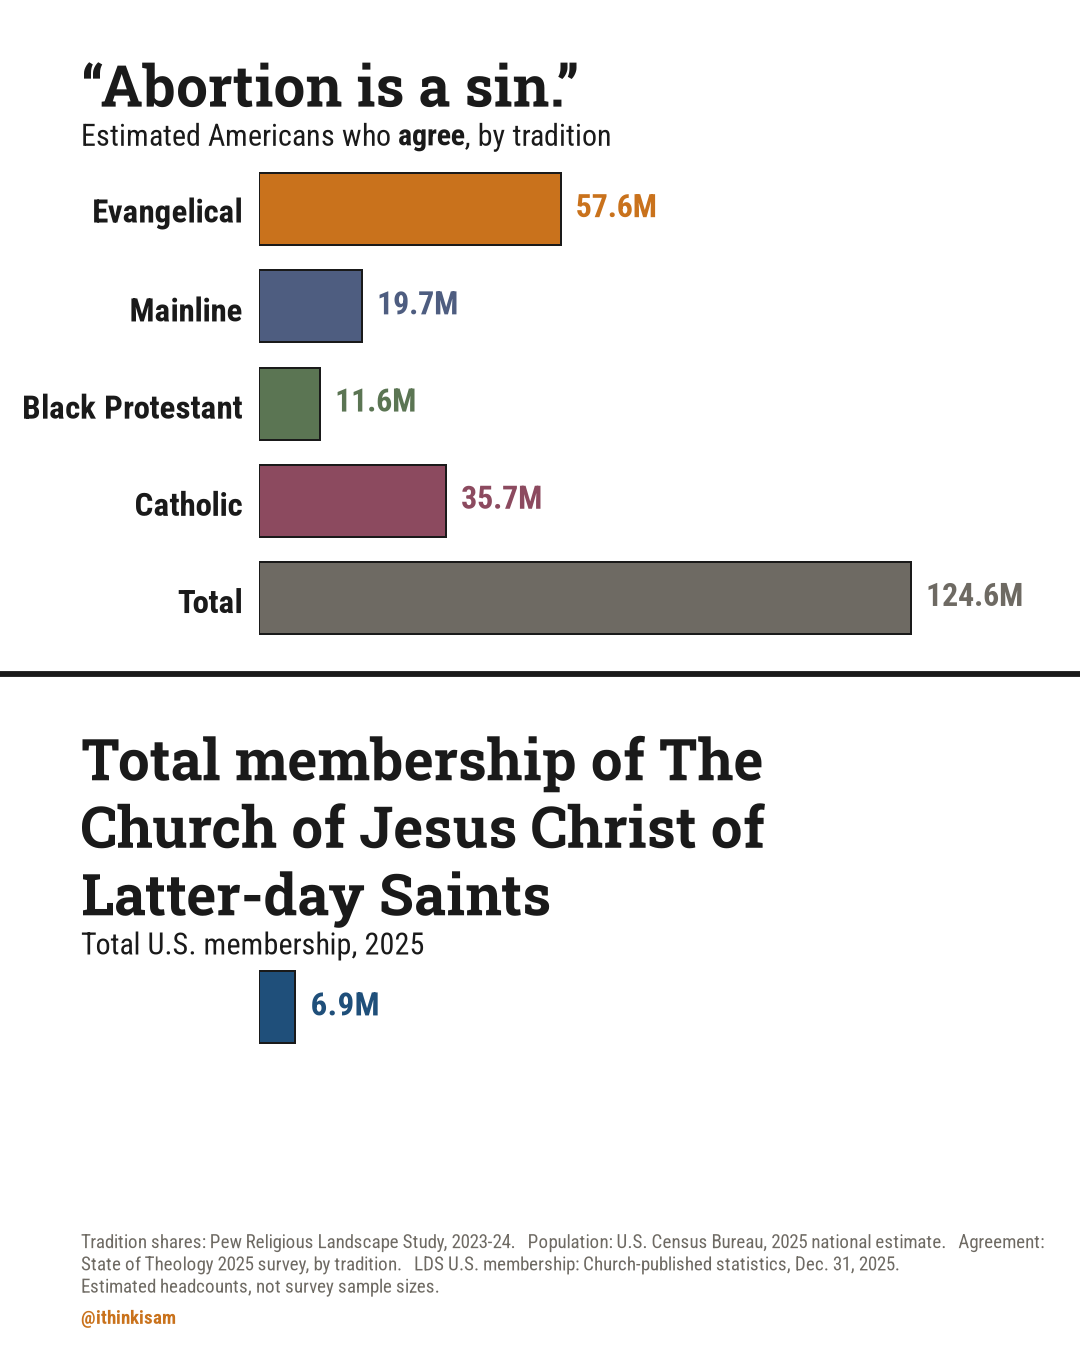 “Abortion is a sin.”
Estimated Americans who agree, by tradition
Evangelical 57.6M
Mainline 19.7M
Black Protestant 11.6M
Catholic 35.7M
Total 124.6M
Total membership of The
Church of Jesus Christ of
Latter-day Saints
Total U.S. membership, 2025
6.9M
Tradition shares: Pew Religious Landscape Study, 2023-24. Population: U.S. Census Bureau, 2025 national estimate. Agreement:
State of Theology 2025 survey, by tradition. LDS U.S. membership: Church-published statistics, Dec. 31, 2025.
Estimated headcounts, not survey sample sizes.
@ithinkisam